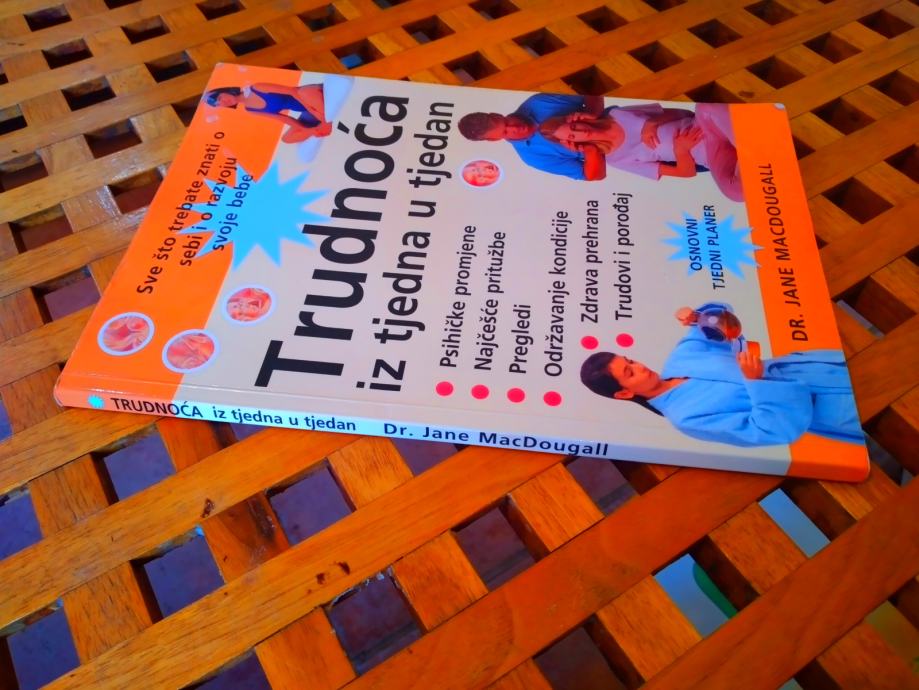 Sve što trebate znati o
sebi i o razvoju
svoje bebe
Trudnoća
iz tjedna u tjedan
Psihičke promjene
Najčešće pritužbe
Pregledi
Održavanje kondicije
Zdrava prehrana
Trudovi i porođaj
OSNOVNI
TJEDNI PLANER
DR. JANE MACDOUGALL
TRUDNOĆA iz tjedna u tjedan Dr. Jane MacDougall